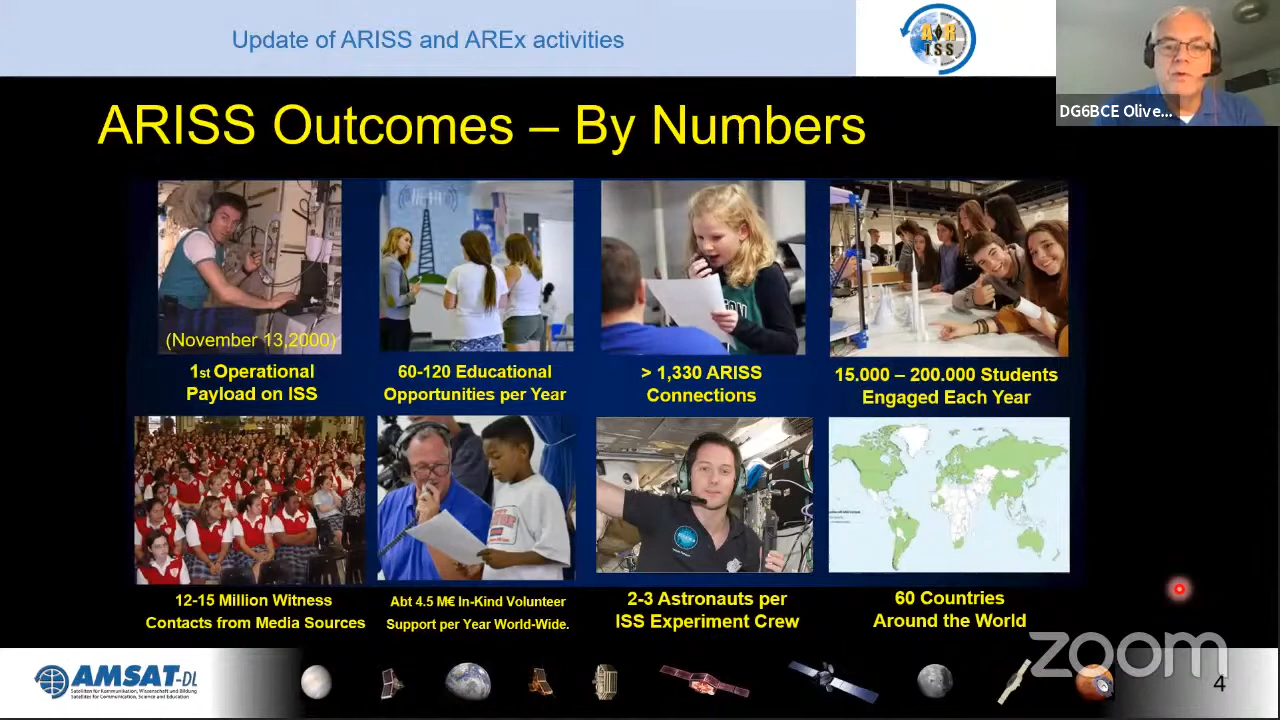 Update of ARISS and AREx activities
AR
ISS
DG6BCE Olive...
ARISS Outcomes – By Numbers
(November 13,2000)
1st Operational
Payload on ISS
60-120 Educational
Opportunities per Year
> 1,330 ARISS
Connections
15.000 – 200.000 Students
Engaged Each Year
12-15 Million Witness
Contacts from Media Sources
Abt 4.5 M€ In-Kind Volunteer
Support per Year World-Wide.
2-3 Astronauts per
ISS Experiment Crew
60 Countries
Around the World
zoom
AMSAT-DL
Satelliten für Kommunikation, Wissenschaft und Bildung
Satellites for Communication, Science and Education
4